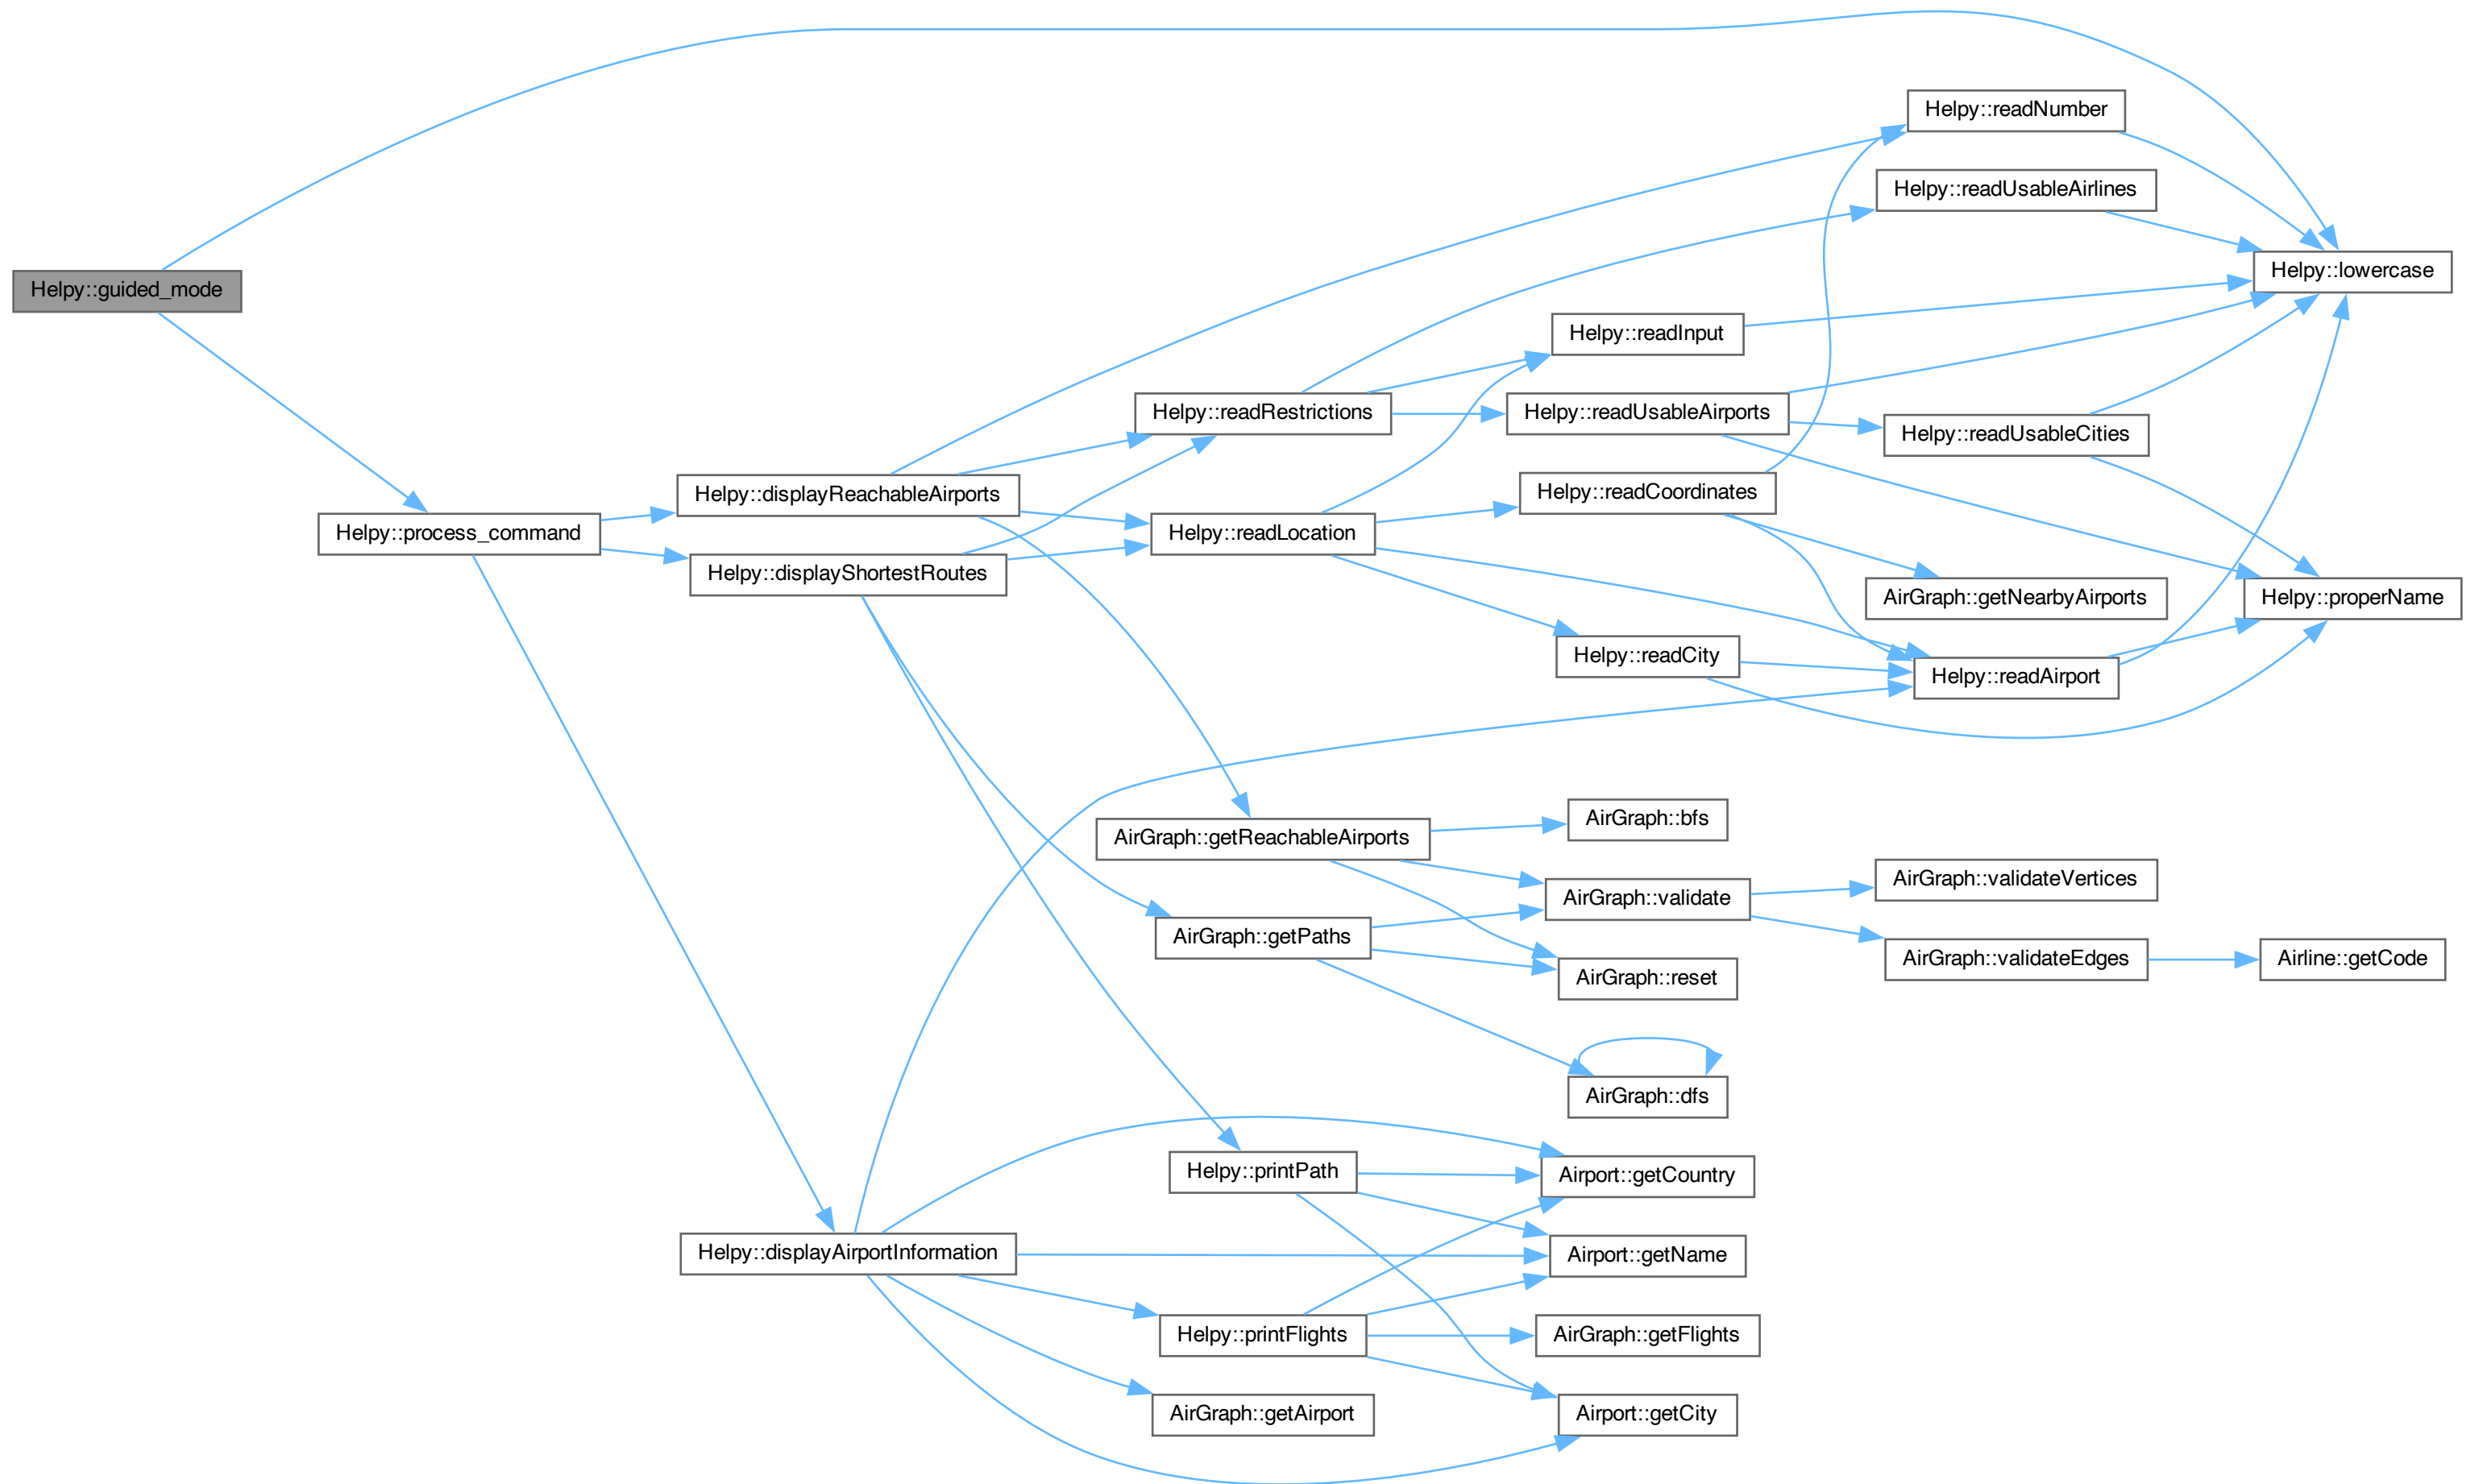 Helpy::guided_mode
Helpy::process_command
Helpy::displayReachableAirports
Helpy::displayShortestRoutes
Helpy::displayAirportInformation
Helpy::readRestrictions
Helpy::readLocation
AirGraph::getReachableAirports
AirGraph::getPaths
Helpy::printPath
Helpy::printFlights
AirGraph::getAirport
Helpy::readInput
Helpy::readUsableAirports
Helpy::readCoordinates
Helpy::readCity
AirGraph::bfs
AirGraph::validate
AirGraph::reset
AirGraph::dfs
Airport::getCountry
Airport::getName
AirGraph::getFlights
Airport::getCity
Helpy::readNumber
Helpy::readUsableAirlines
Helpy::readUsableCities
AirGraph::getNearbyAirports
Helpy::readAirport
AirGraph::validateVertices
AirGraph::validateEdges
Helpy::lowercase
Helpy::properName
Airline::getCode